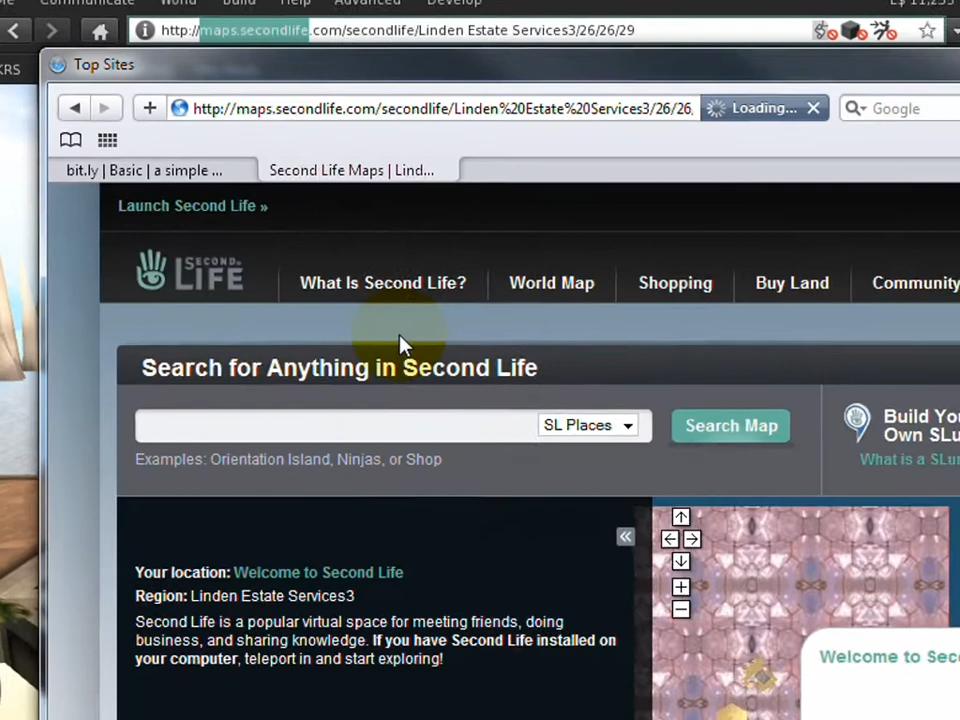 Communicate World Build Help Advanced Develop L$ 11,235
http://maps.secondlife.com/secondlife/Linden Estate Services3/26/26/29
KRS
Top Sites
http://maps.secondlife.com/secondlife/Linden%20Estate%20Services3/26/26, Loading... Google
bit.ly | Basic | a simple ... Second Life Maps | Lind...
Launch Second Life »
SECOND LIFE What Is Second Life? World Map Shopping Buy Land Community
Search for Anything in Second Life
SL Places Search Map
Build Yo
Own SLu
Examples: Orientation Island, Ninjas, or Shop
What is a SLu
Your location: Welcome to Second Life
Region: Linden Estate Services3
Second Life is a popular virtual space for meeting friends, doing
business, and sharing knowledge. If you have Second Life installed on
your computer, teleport in and start exploring!
Welcome to Seco